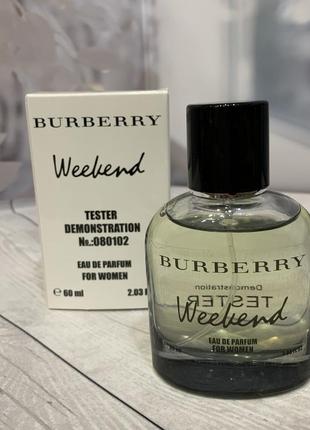 BURBERRY
Weekend
TESTER
DEMONSTRATION
№.:080102
EAU DE PARFUM
FOR WOMEN
℮ 60 ml 2.03
BURBERRY
Demonstration
TESTER
Weekend
EAU DE PARFUM
FOR WOMEN